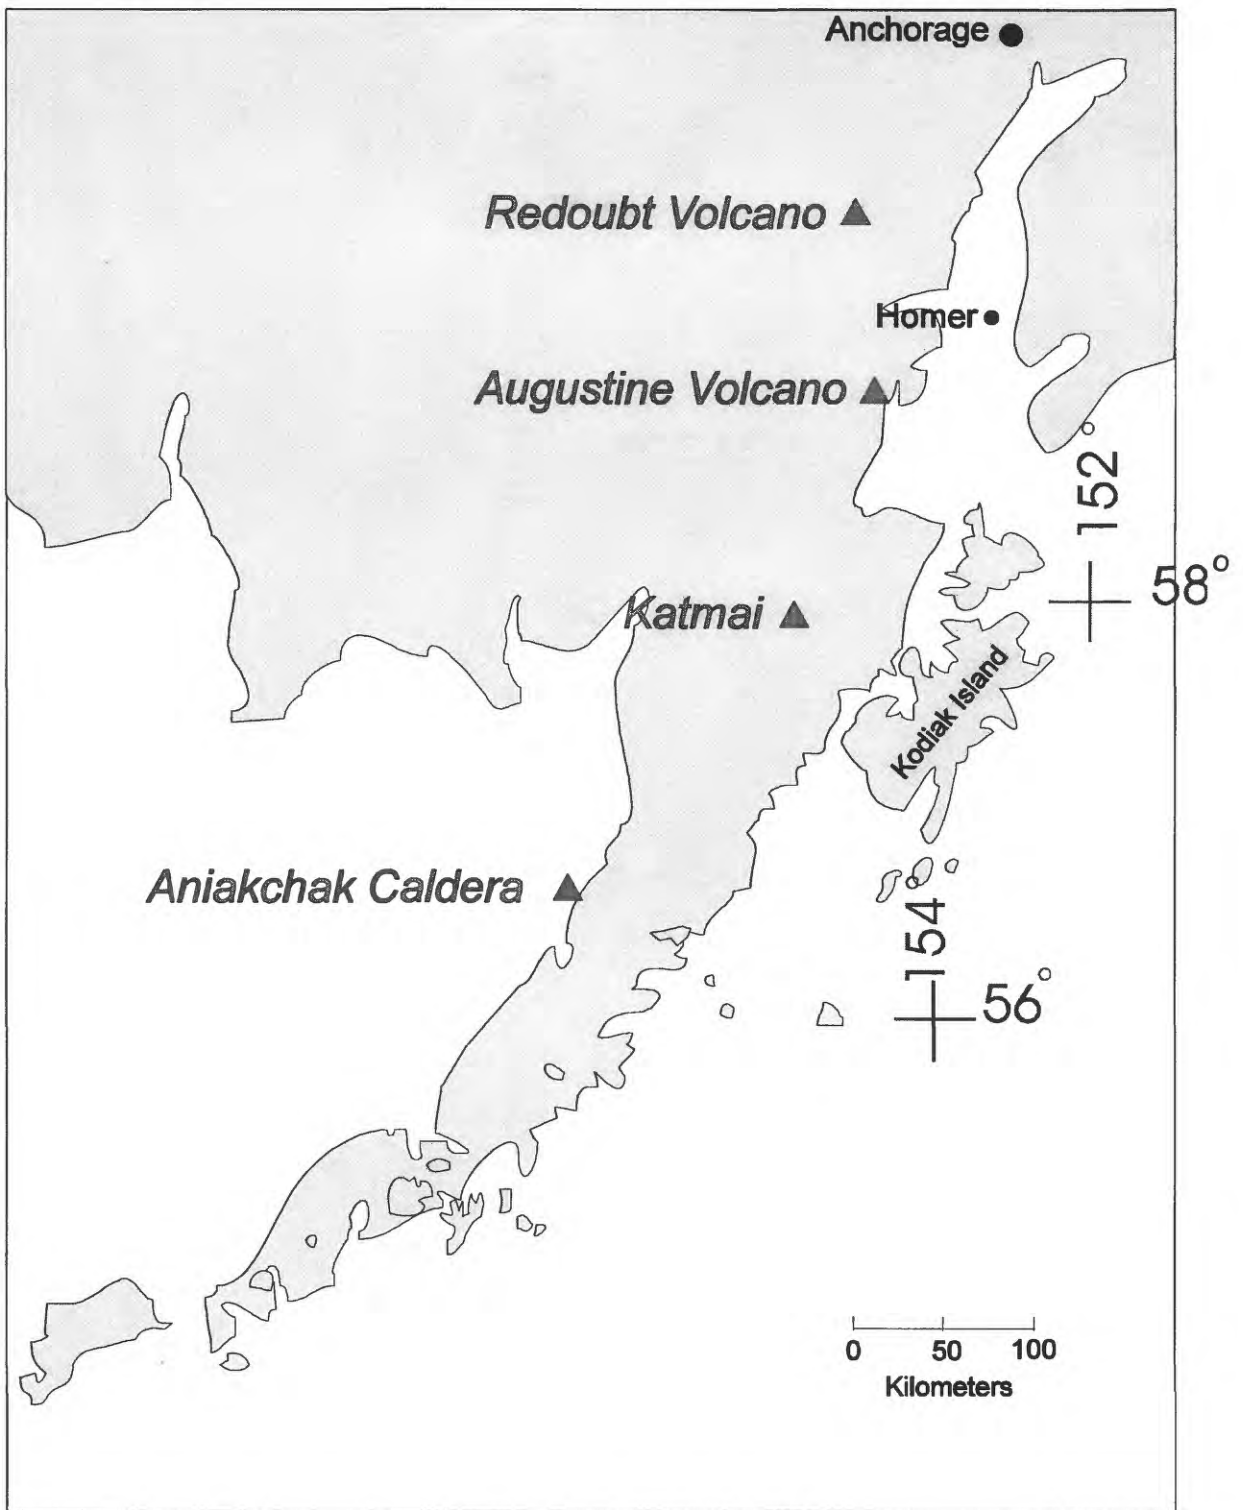 Anchorage
Redoubt Volcano
Homer
Augustine Volcano
152°
58°
Katmai
Kodiak Island
Aniakchak Caldera
154°
56°
0 50 100
Kilometers